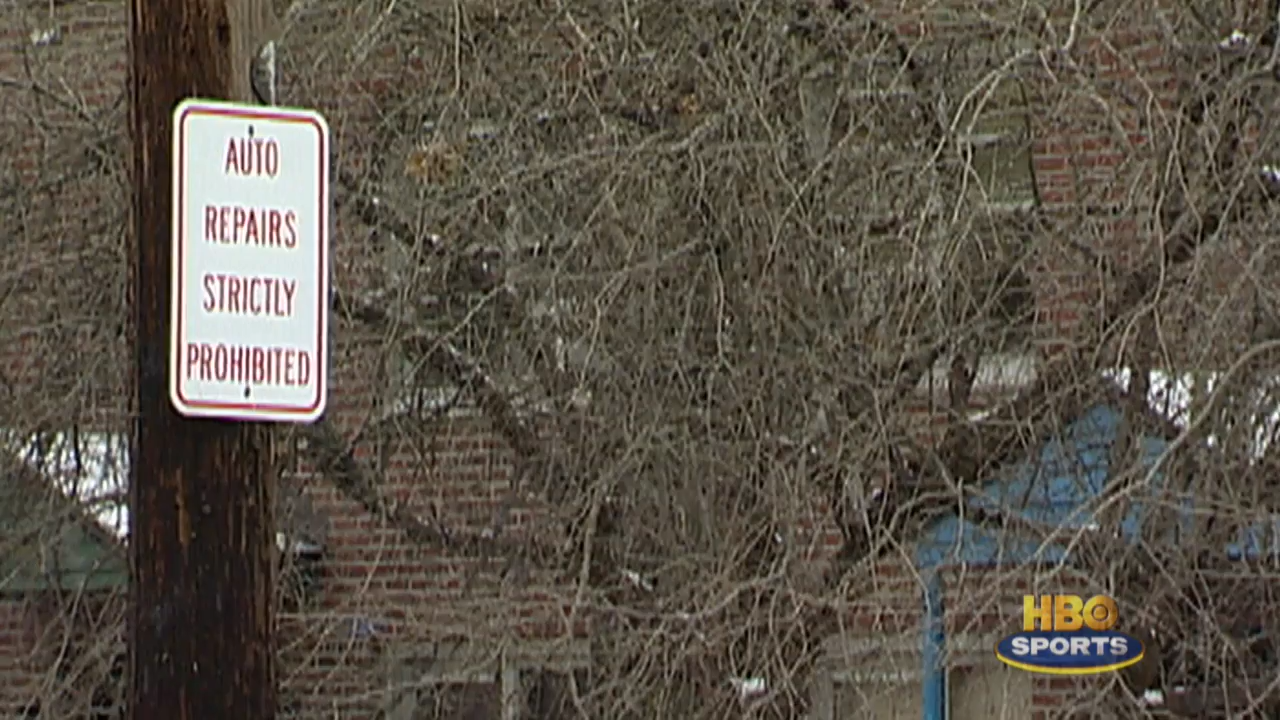 AUTO
REPAIRS
STRICTLY
PROHIBITED
HBO
SPORTS